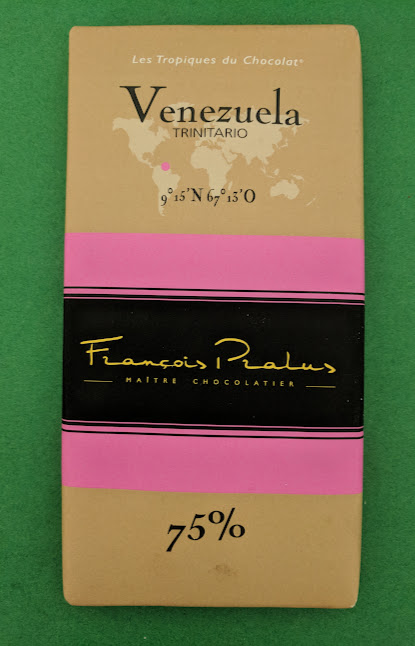 Les Tropiques du Chocolat®
Venezuela
TRINITARIO
9°15'N 67°13'O
François Pralus
MAÎTRE CHOCOLATIER
75%